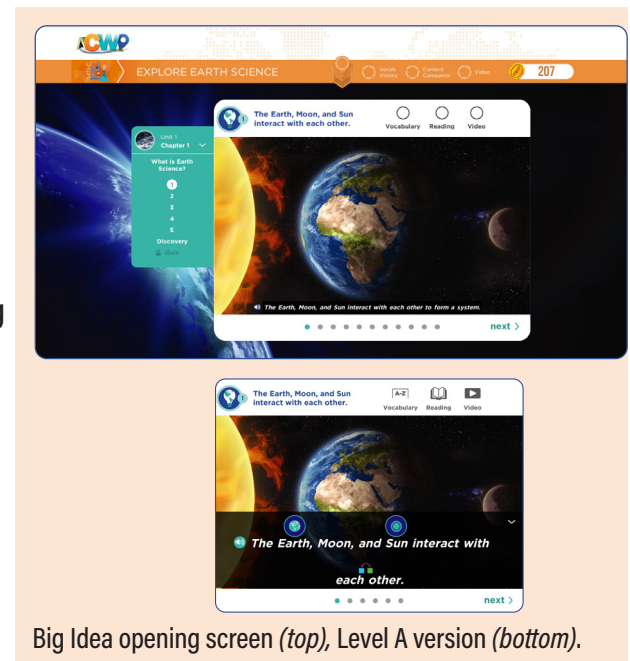 CWP
EXPLORE EARTH SCIENCE
Vocab Victory
Content Conqueror
Video
207
Unit 1
Chapter 1
What is Earth
Science?
1
2
3
4
5
Discovery
Quiz
1
The Earth, Moon, and Sun
interact with each other.
Vocabulary Reading Video
The Earth, Moon, and Sun interact with each other to form a system.
next >
g
1
The Earth, Moon, and Sun
interact with each other.
A-Z
Vocabulary Reading Video
The Earth, Moon, and Sun interact with
each other.
next >
Big Idea opening screen (top), Level A version (bottom).